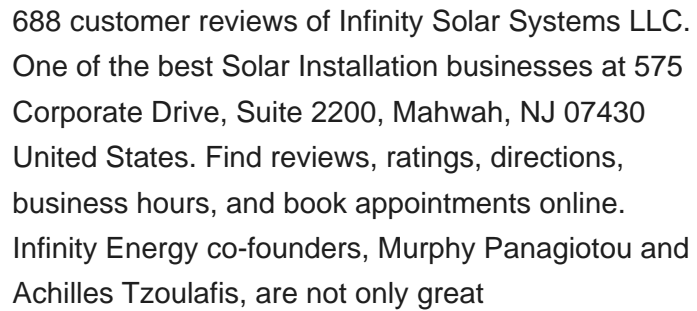 688 customer reviews of Infinity Solar Systems LLC.
One of the best Solar Installation businesses at 575
Corporate Drive, Suite 2200, Mahwah, NJ 07430
United States. Find reviews, ratings, directions,
business hours, and book appointments online.
Infinity Energy co-founders, Murphy Panagiotou and
Achilles Tzoulafis, are not only great